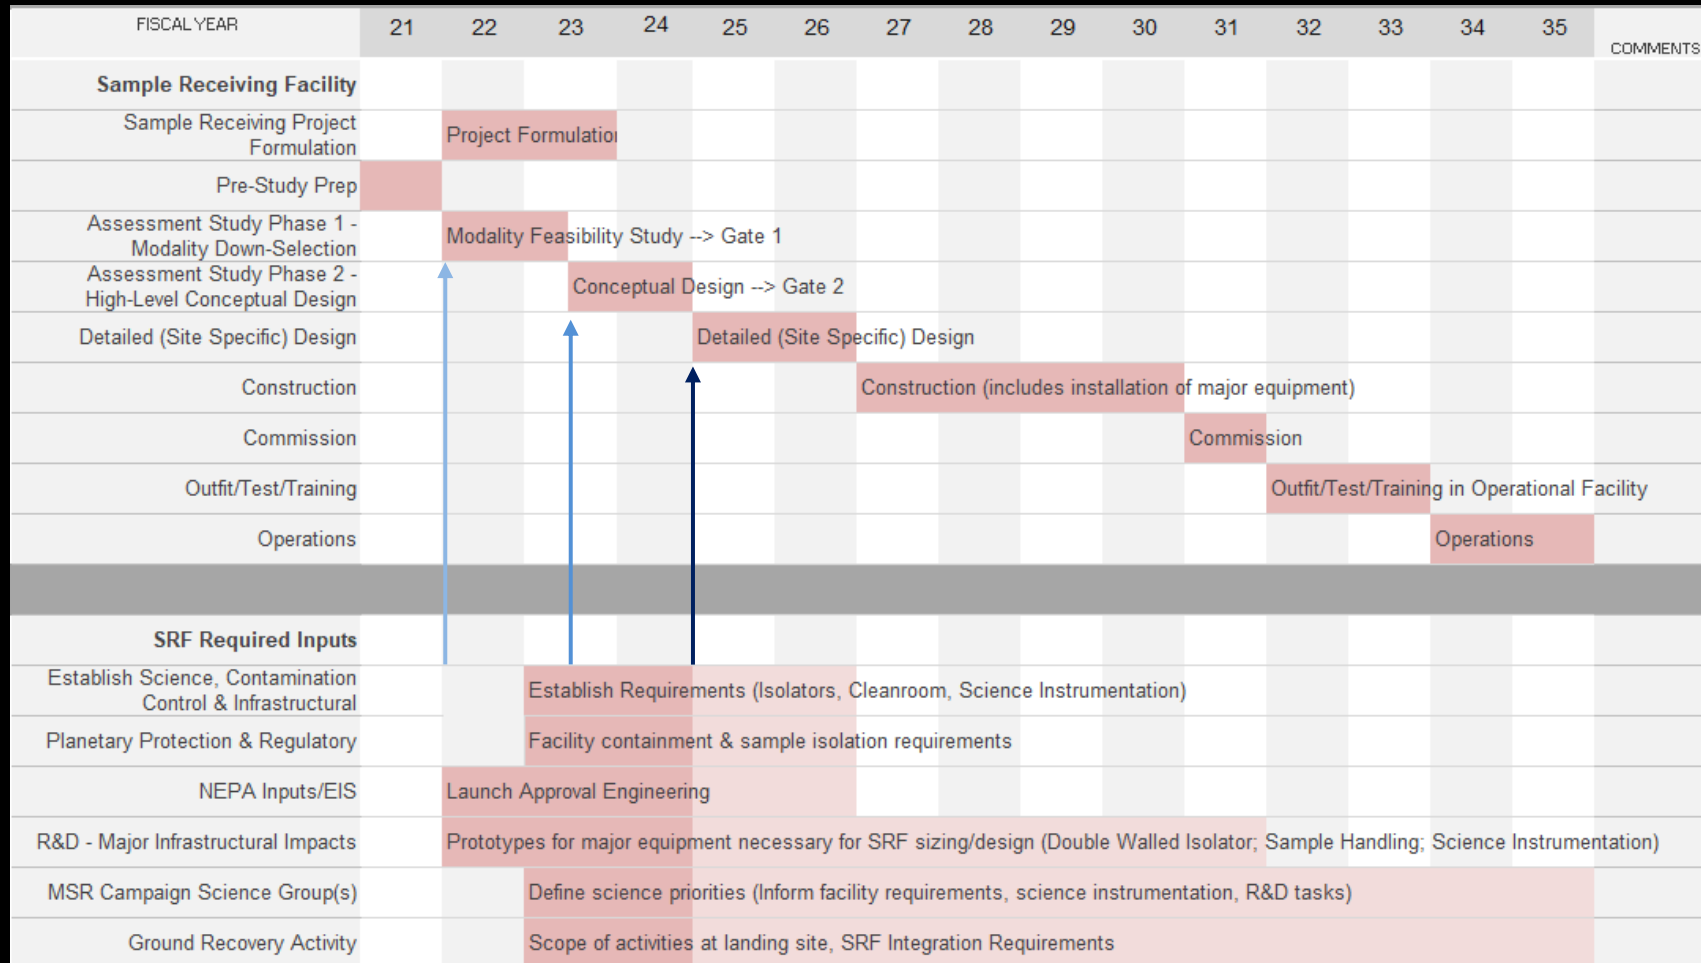 FISCAL YEAR 21 22 23 24 25 26 27 28 29 30 31 32 33 34 35 COMMENTS
Sample Receiving Facility
Sample Receiving Project
Formulation
Project Formulation
Pre-Study Prep
Assessment Study Phase 1 -
Modality Down-Selection
Modality Feasibility Study --> Gate 1
Assessment Study Phase 2 -
High-Level Conceptual Design
Conceptual Design --> Gate 2
Detailed (Site Specific) Design
Detailed (Site Specific) Design
Construction
Construction (includes installation of major equipment)
Commission
Commission
Outfit/Test/Training
Outfit/Test/Training in Operational Facility
Operations
Operations
SRF Required Inputs
Establish Science, Contamination
Control & Infrastructural
Establish Requirements (Isolators, Cleanroom, Science Instrumentation)
Planetary Protection & Regulatory
Facility containment & sample isolation requirements
NEPA Inputs/EIS
Launch Approval Engineering
R&D - Major Infrastructural Impacts
Prototypes for major equipment necessary for SRF sizing/design (Double Walled Isolator; Sample Handling; Science Instrumentation)
MSR Campaign Science Group(s)
Define science priorities (Inform facility requirements, science instrumentation, R&D tasks)
Ground Recovery Activity
Scope of activities at landing site, SRF Integration Requirements